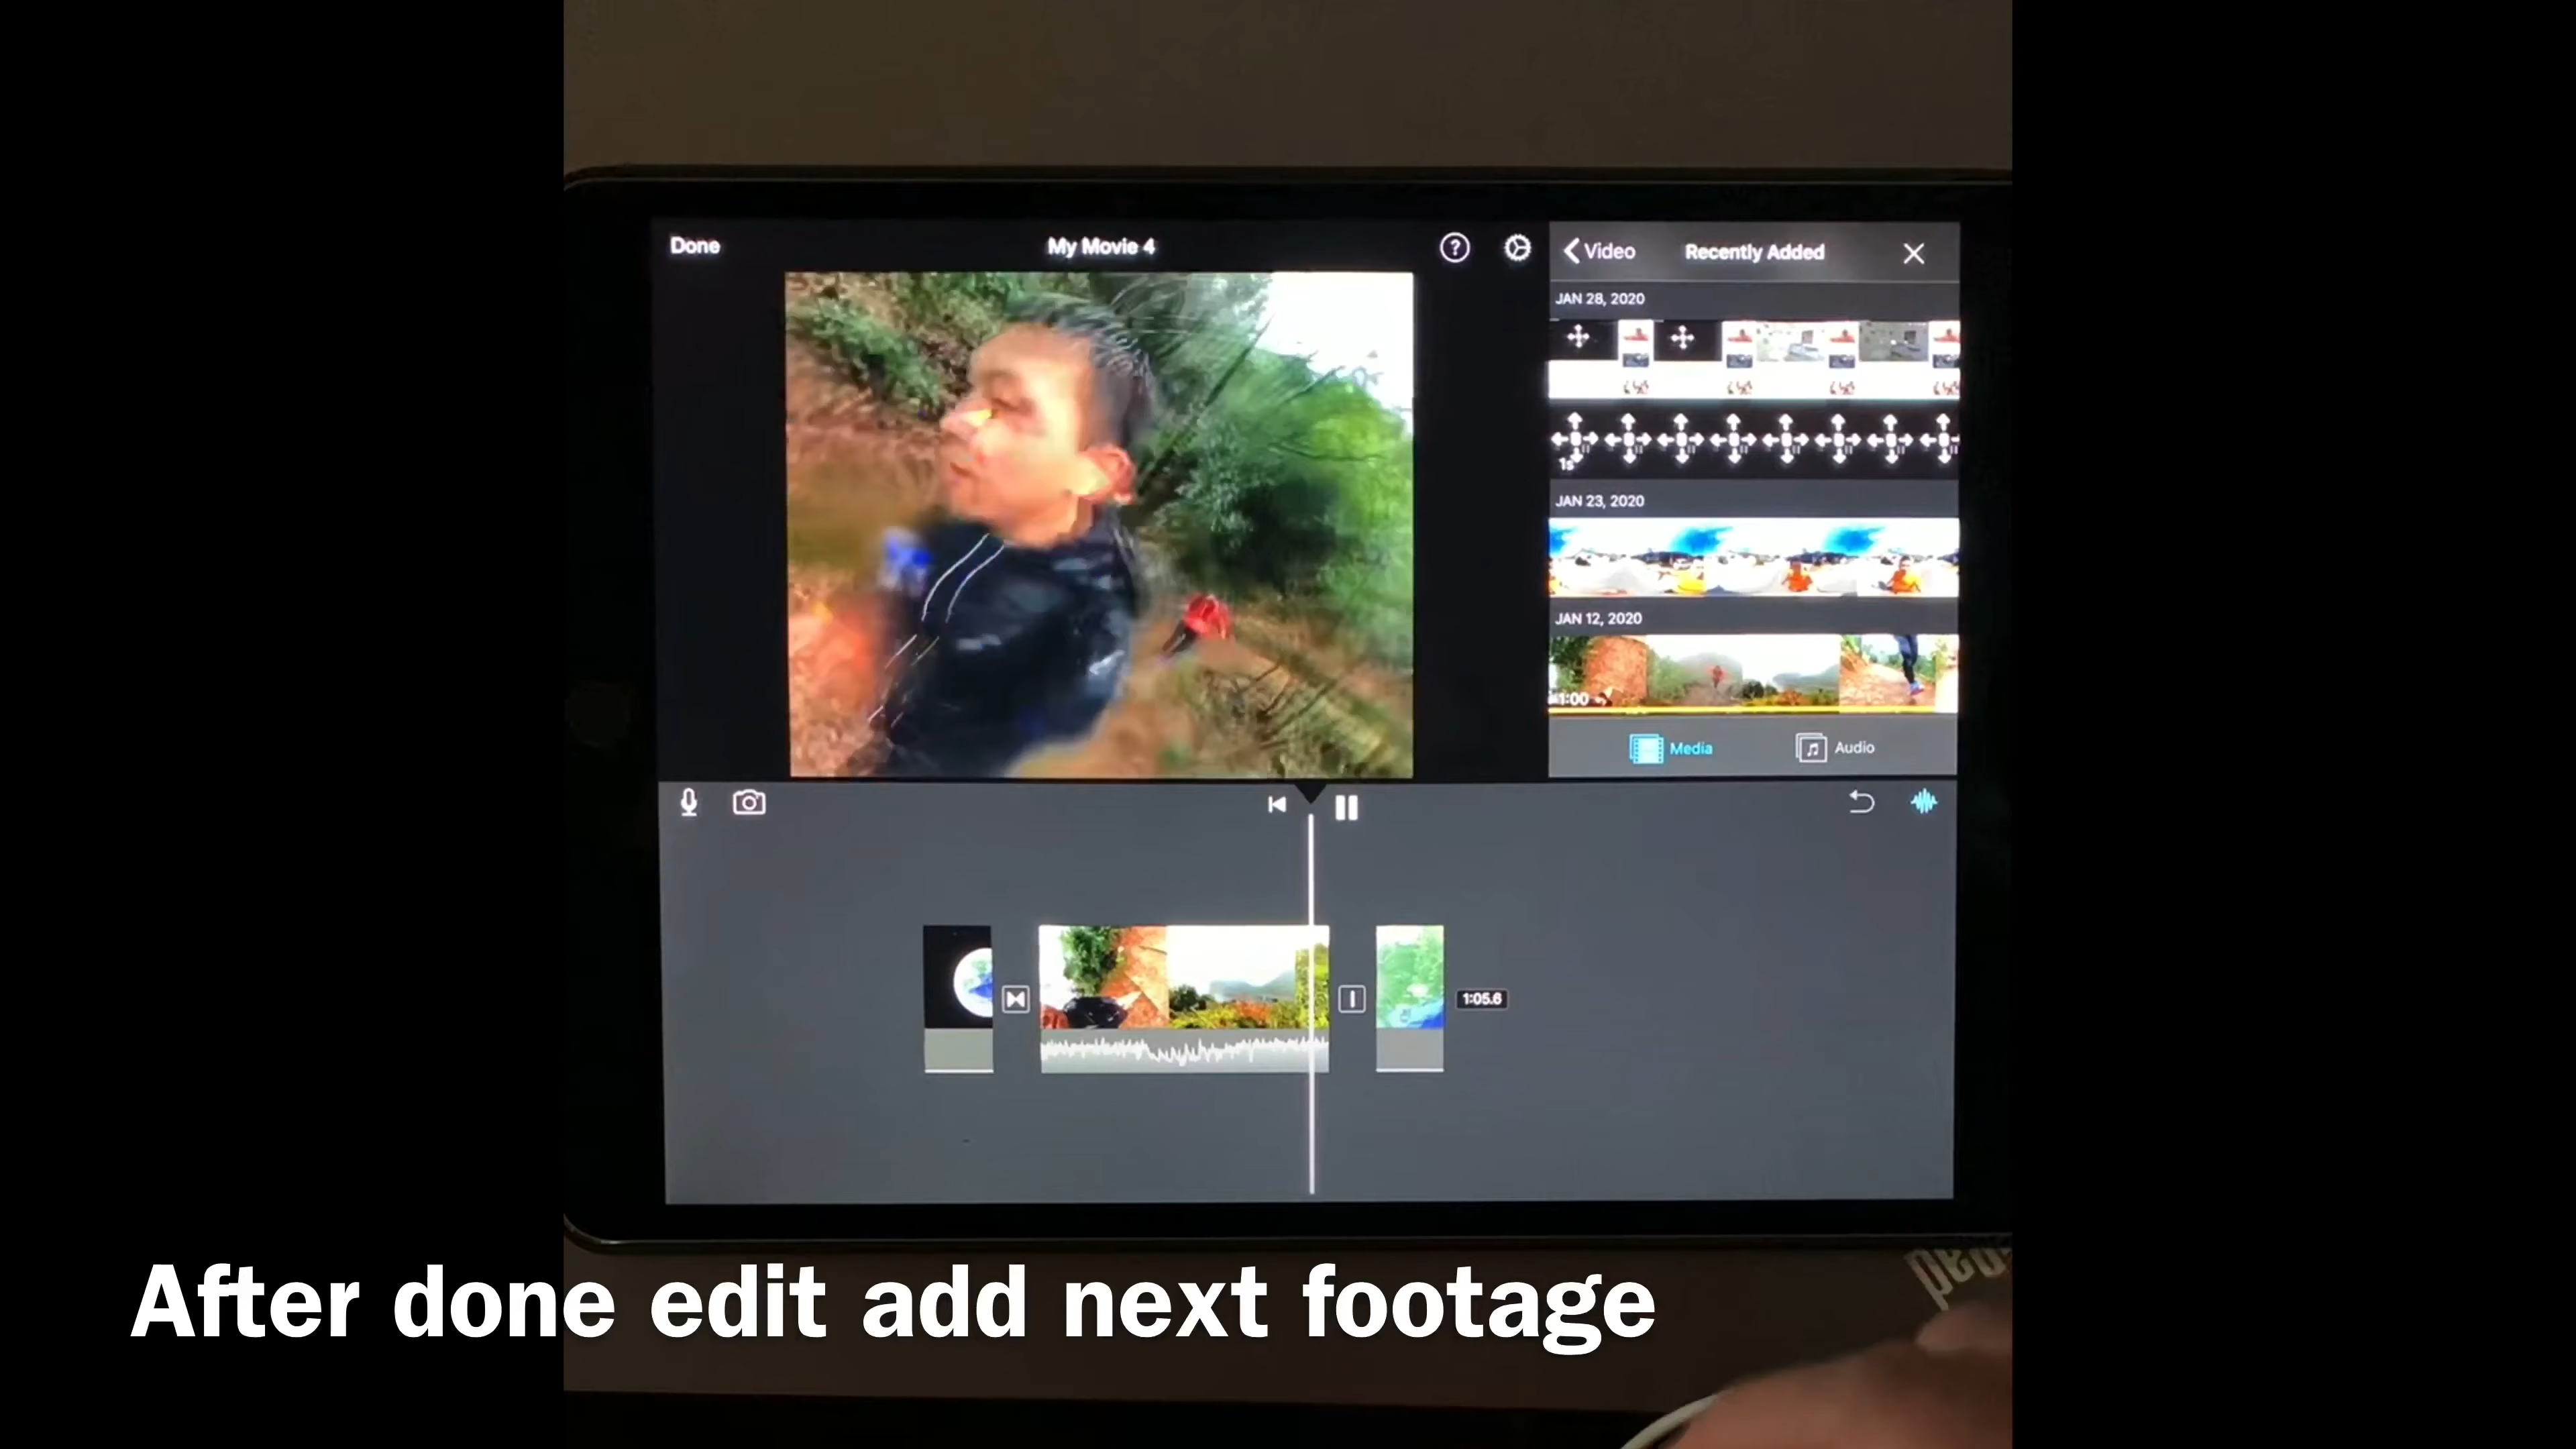 Done
My Movie 4
Video
Recently Added
JAN 28, 2020
1s
JAN 23, 2020
JAN 12, 2020
1:00
Media
Audio
1:05.6
After done edit add next footage